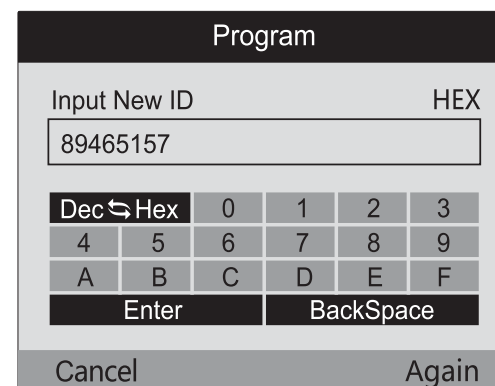 Program
Input New ID HEX
89465157
Dec⇆Hex 0 1 2 3
4 5 6 7 8 9
A B C D E F
Enter BackSpace
Cancel Again